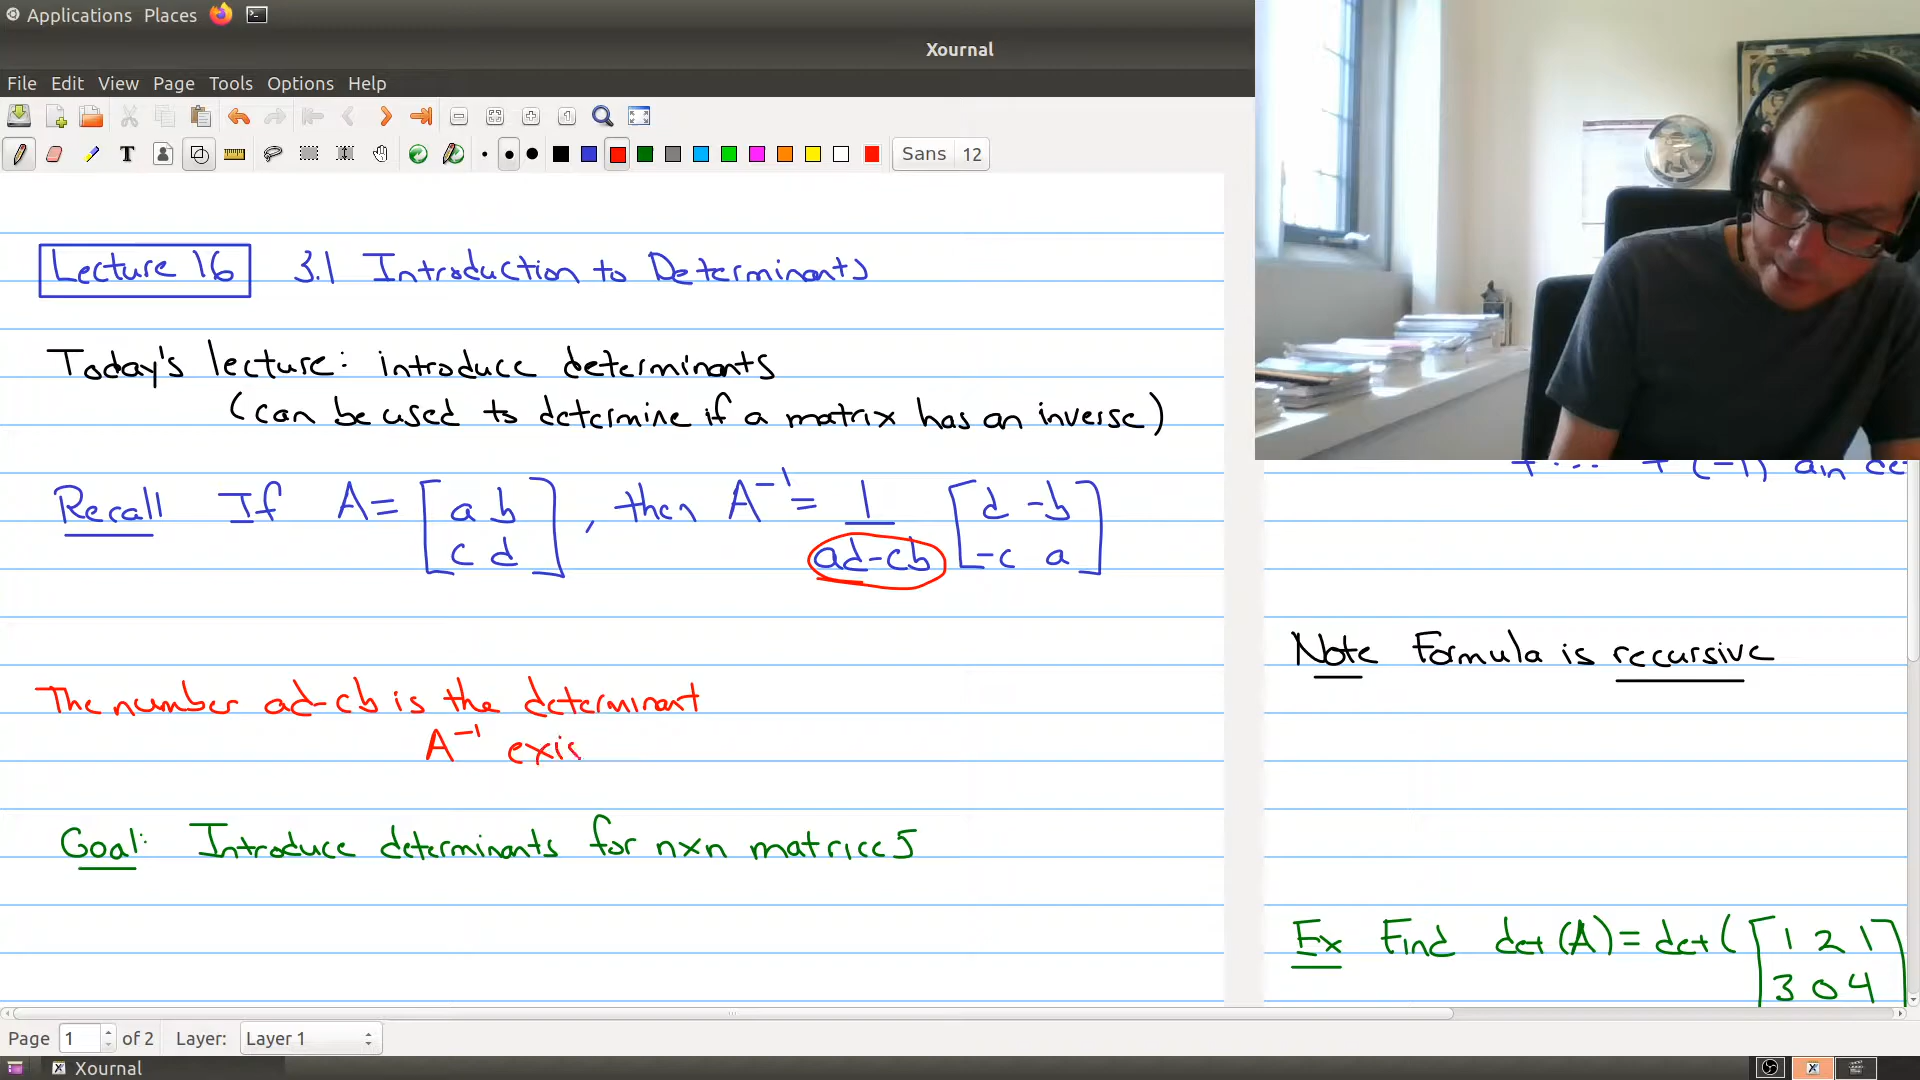 Applications Places
Xournal
File Edit View Page Tools Options Help
Sans 12
Lecture 16 3.1 Introduction to Determinants
Today's lecture: introduce determinants
(can be used to determine if a matrix has an inverse)
Recall If A = [a b
c d], then A⁻¹ = 1
ad-cb [d -b
-c a]
The number ad-cb is the determinant
A⁻¹ exis
Goal: Introduce determinants for nxn matrices
+ ... + (-1) a1n de
Note Formula is recursive
Ex Find det(A) = det([1 2 1]
3 0 4
Page 1 of 2 Layer: Layer 1
Xournal